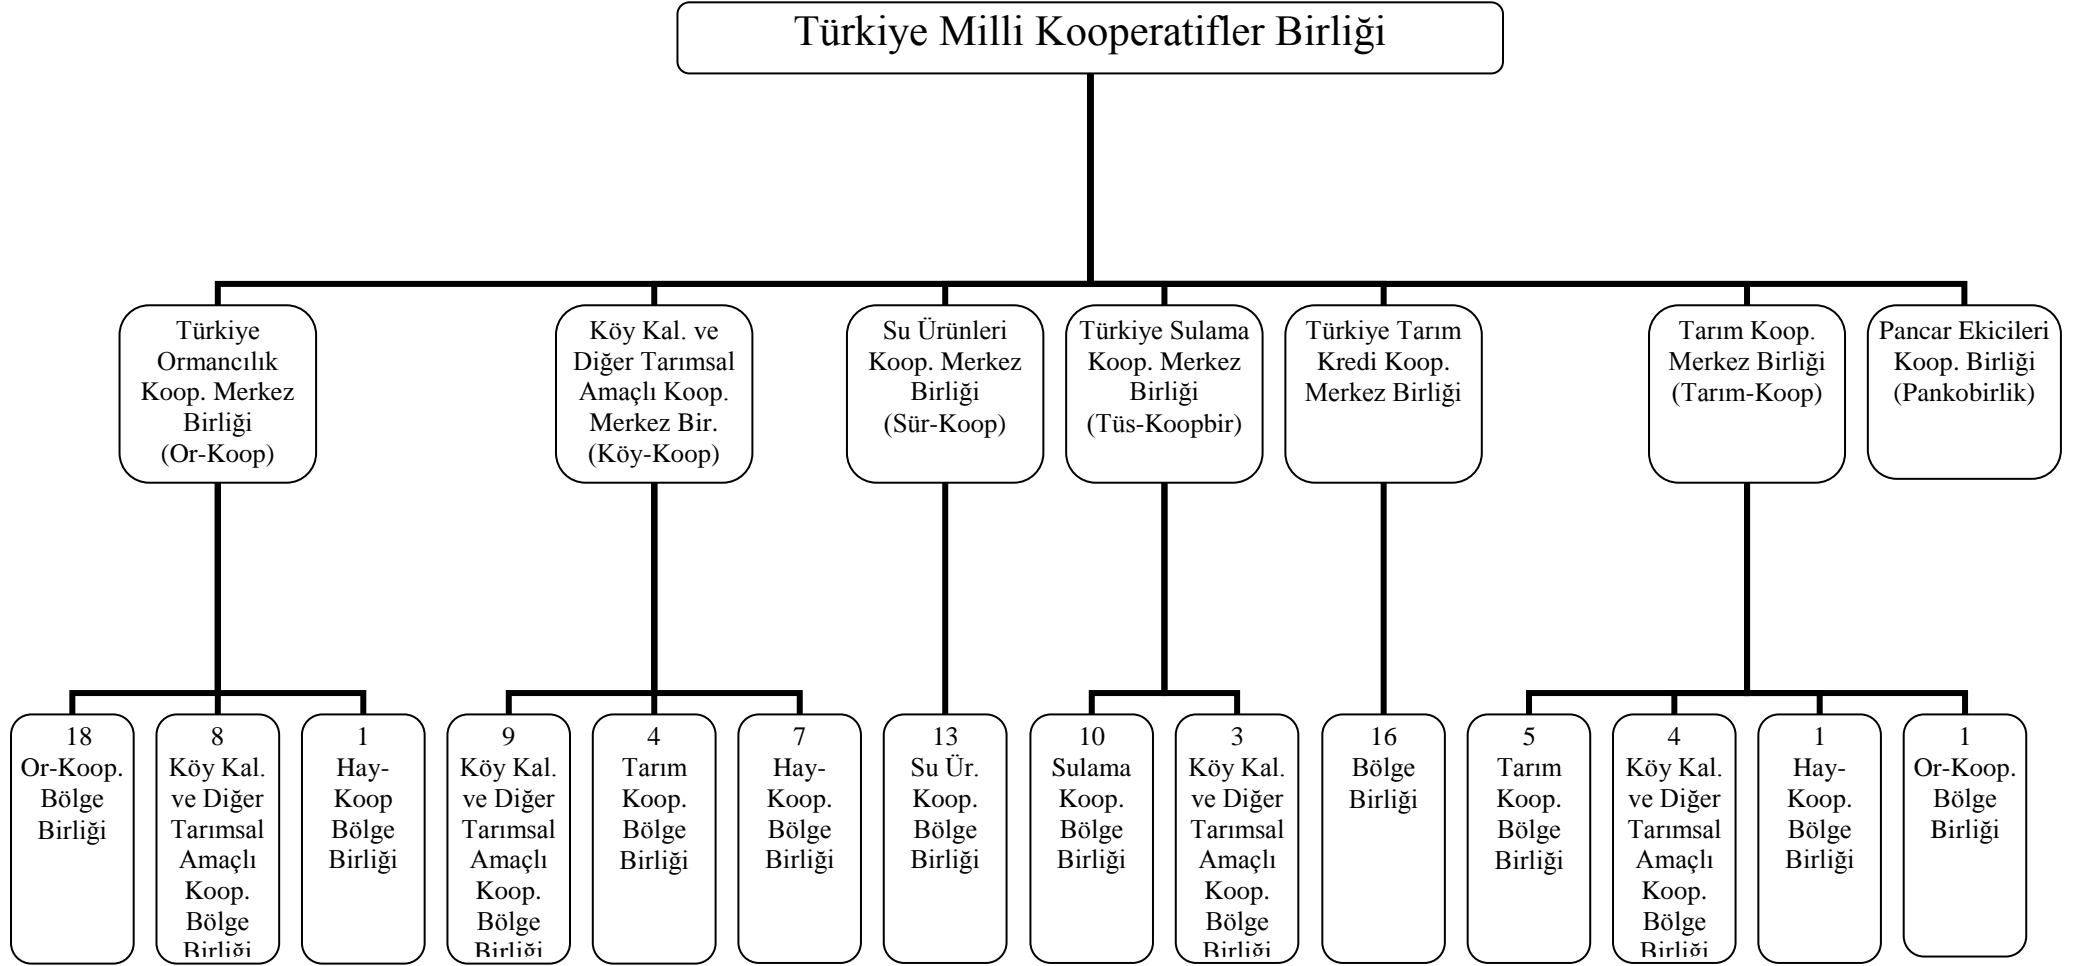 Türkiye Milli Kooperatifler Birliği
Türkiye
Ormancılık
Koop. Merkez
Birliği
(Or-Koop)
Köy Kal. ve
Diğer Tarımsal
Amaçlı Koop.
Merkez Bir.
(Köy-Koop)
Su Ürünleri
Koop. Merkez
Birliği
(Sür-Koop)
Türkiye Sulama
Koop. Merkez
Birliği
(Tüs-Koopbir)
Türkiye Tarım
Kredi Koop.
Merkez Birliği
Tarım Koop.
Merkez Birliği
(Tarım-Koop)
Pancar Ekicileri
Koop. Birliği
(Pankobirlik)
18
Or-Koop.
Bölge
Birliği
8
Köy Kal.
ve Diğer
Tarımsal
Amaçlı
Koop.
Bölge
Birliği
1
Hay-
Koop
Bölge
Birliği
9
Köy Kal.
ve Diğer
Tarımsal
Amaçlı
Koop.
Bölge
Birliği
4
Tarım
Koop.
Bölge
Birliği
7
Hay-
Koop.
Bölge
Birliği
13
Su Ür.
Koop.
Bölge
Birliği
10
Sulama
Koop.
Bölge
Birliği
3
Köy Kal.
ve Diğer
Tarımsal
Amaçlı
Koop.
Bölge
Birliği
16
Bölge
Birliği
5
Tarım
Koop.
Bölge
Birliği
4
Köy Kal.
ve Diğer
Tarımsal
Amaçlı
Koop.
Bölge
Birliği
1
Hay-
Koop.
Bölge
Birliği
1
Or-Koop.
Bölge
Birliği